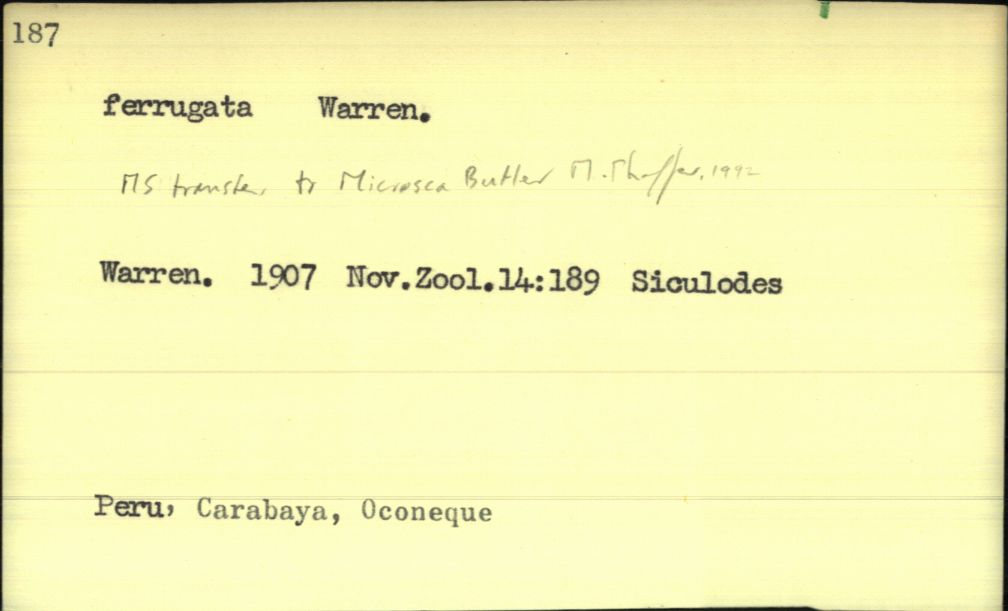 187
ferrugata Warren.
MS transfer to Microsca Butler M. Shaffer, 1992
Warren. 1907 Nov.Zool.14:189 Siculodes
Peru, Carabaya, Oconeque